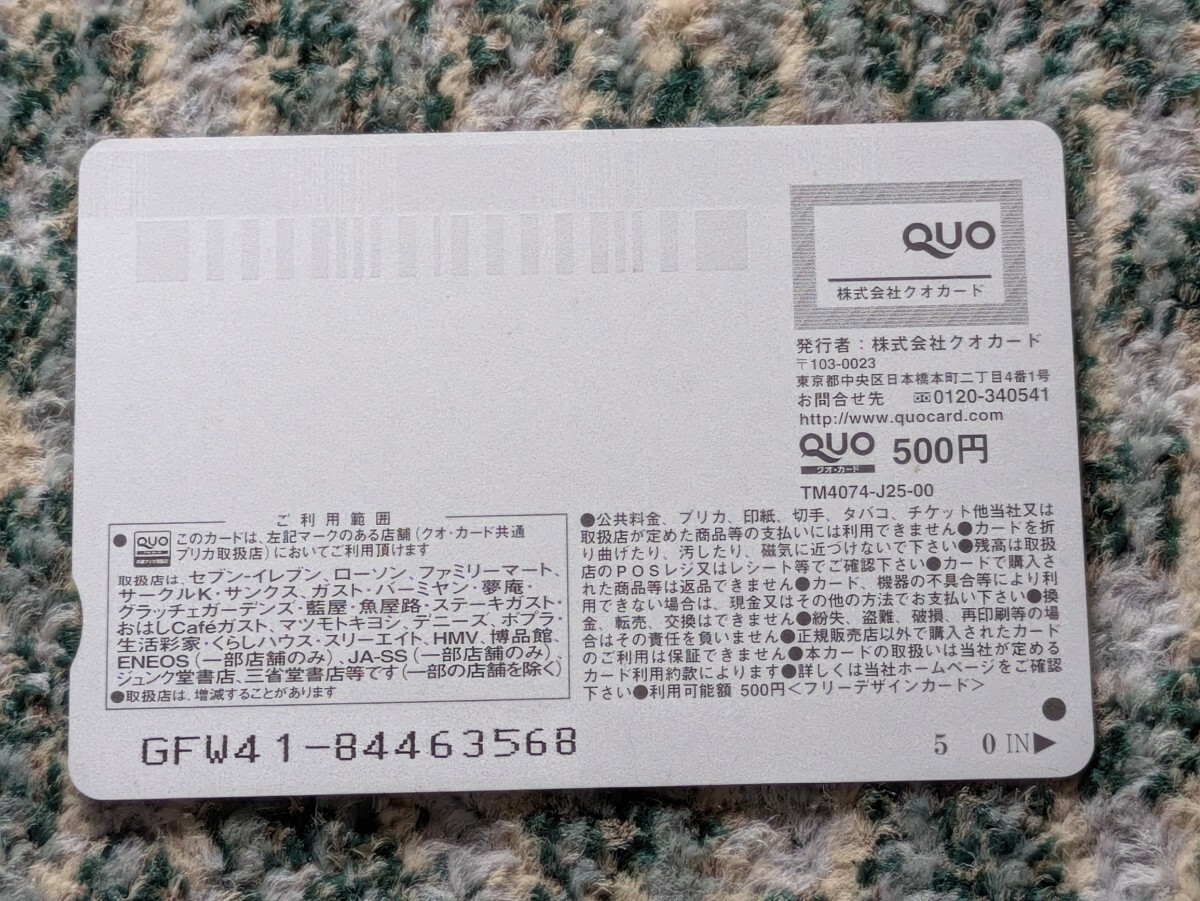 QUO
株式会社クオカード
発行者：株式会社クオカード
〒103-0023
東京都中央区日本橋本町二丁目4番1号
お問合せ先 0120-340541
http://www.quocard.com
QUO 500円
クオ・カード
TM4074-J25-00
ご利用範囲
●QUO このカードは、左記マークのある店舗（クオ・カード共通
プリカ取扱店）においてご利用頂けます
取扱店は、セブン-イレブン、ローソン、ファミリーマート、
サークルK・サンクス、ガスト・バーミヤン・夢庵・
グラッチェガーデンズ・藍屋・魚屋路・ステーキガスト・
おはしCaféガスト、マツモトキヨシ、デニーズ、ポプラ・
生活彩家・くらしハウス・スリーエイト、HMV、博品館、
ENEOS（一部店舗のみ）、JA-SS（一部店舗のみ）、
ジュンク堂書店、三省堂書店等です（一部の店舗を除く）
●取扱店は、増減することがあります
●公共料金、プリカ、印紙、切手、タバコ、チケット他当社又は
取扱店が定めた商品等の支払いには利用できません●カードを折
り曲げたり、汚したり、磁気に近づけないで下さい●残高は取扱
店のPOSレジ又はレシート等でご確認下さい●カードで購入さ
れた商品等は返品できません●カード、機器の不具合等により利
用できない場合は、現金又はその他の方法でお支払い下さい●換
金、転売、交換はできません●紛失、盗難、破損、再印刷等の場
合はその責任を負いません●正規販売店以外で購入されたカード
のご利用は保証できません●本カードの取扱いは当社が定める
カード利用約款によります●詳しくは当社ホームページをご確認
下さい●利用可能額 500円＜フリーデザインカード＞
GFW41-84463568
5 0 IN▶